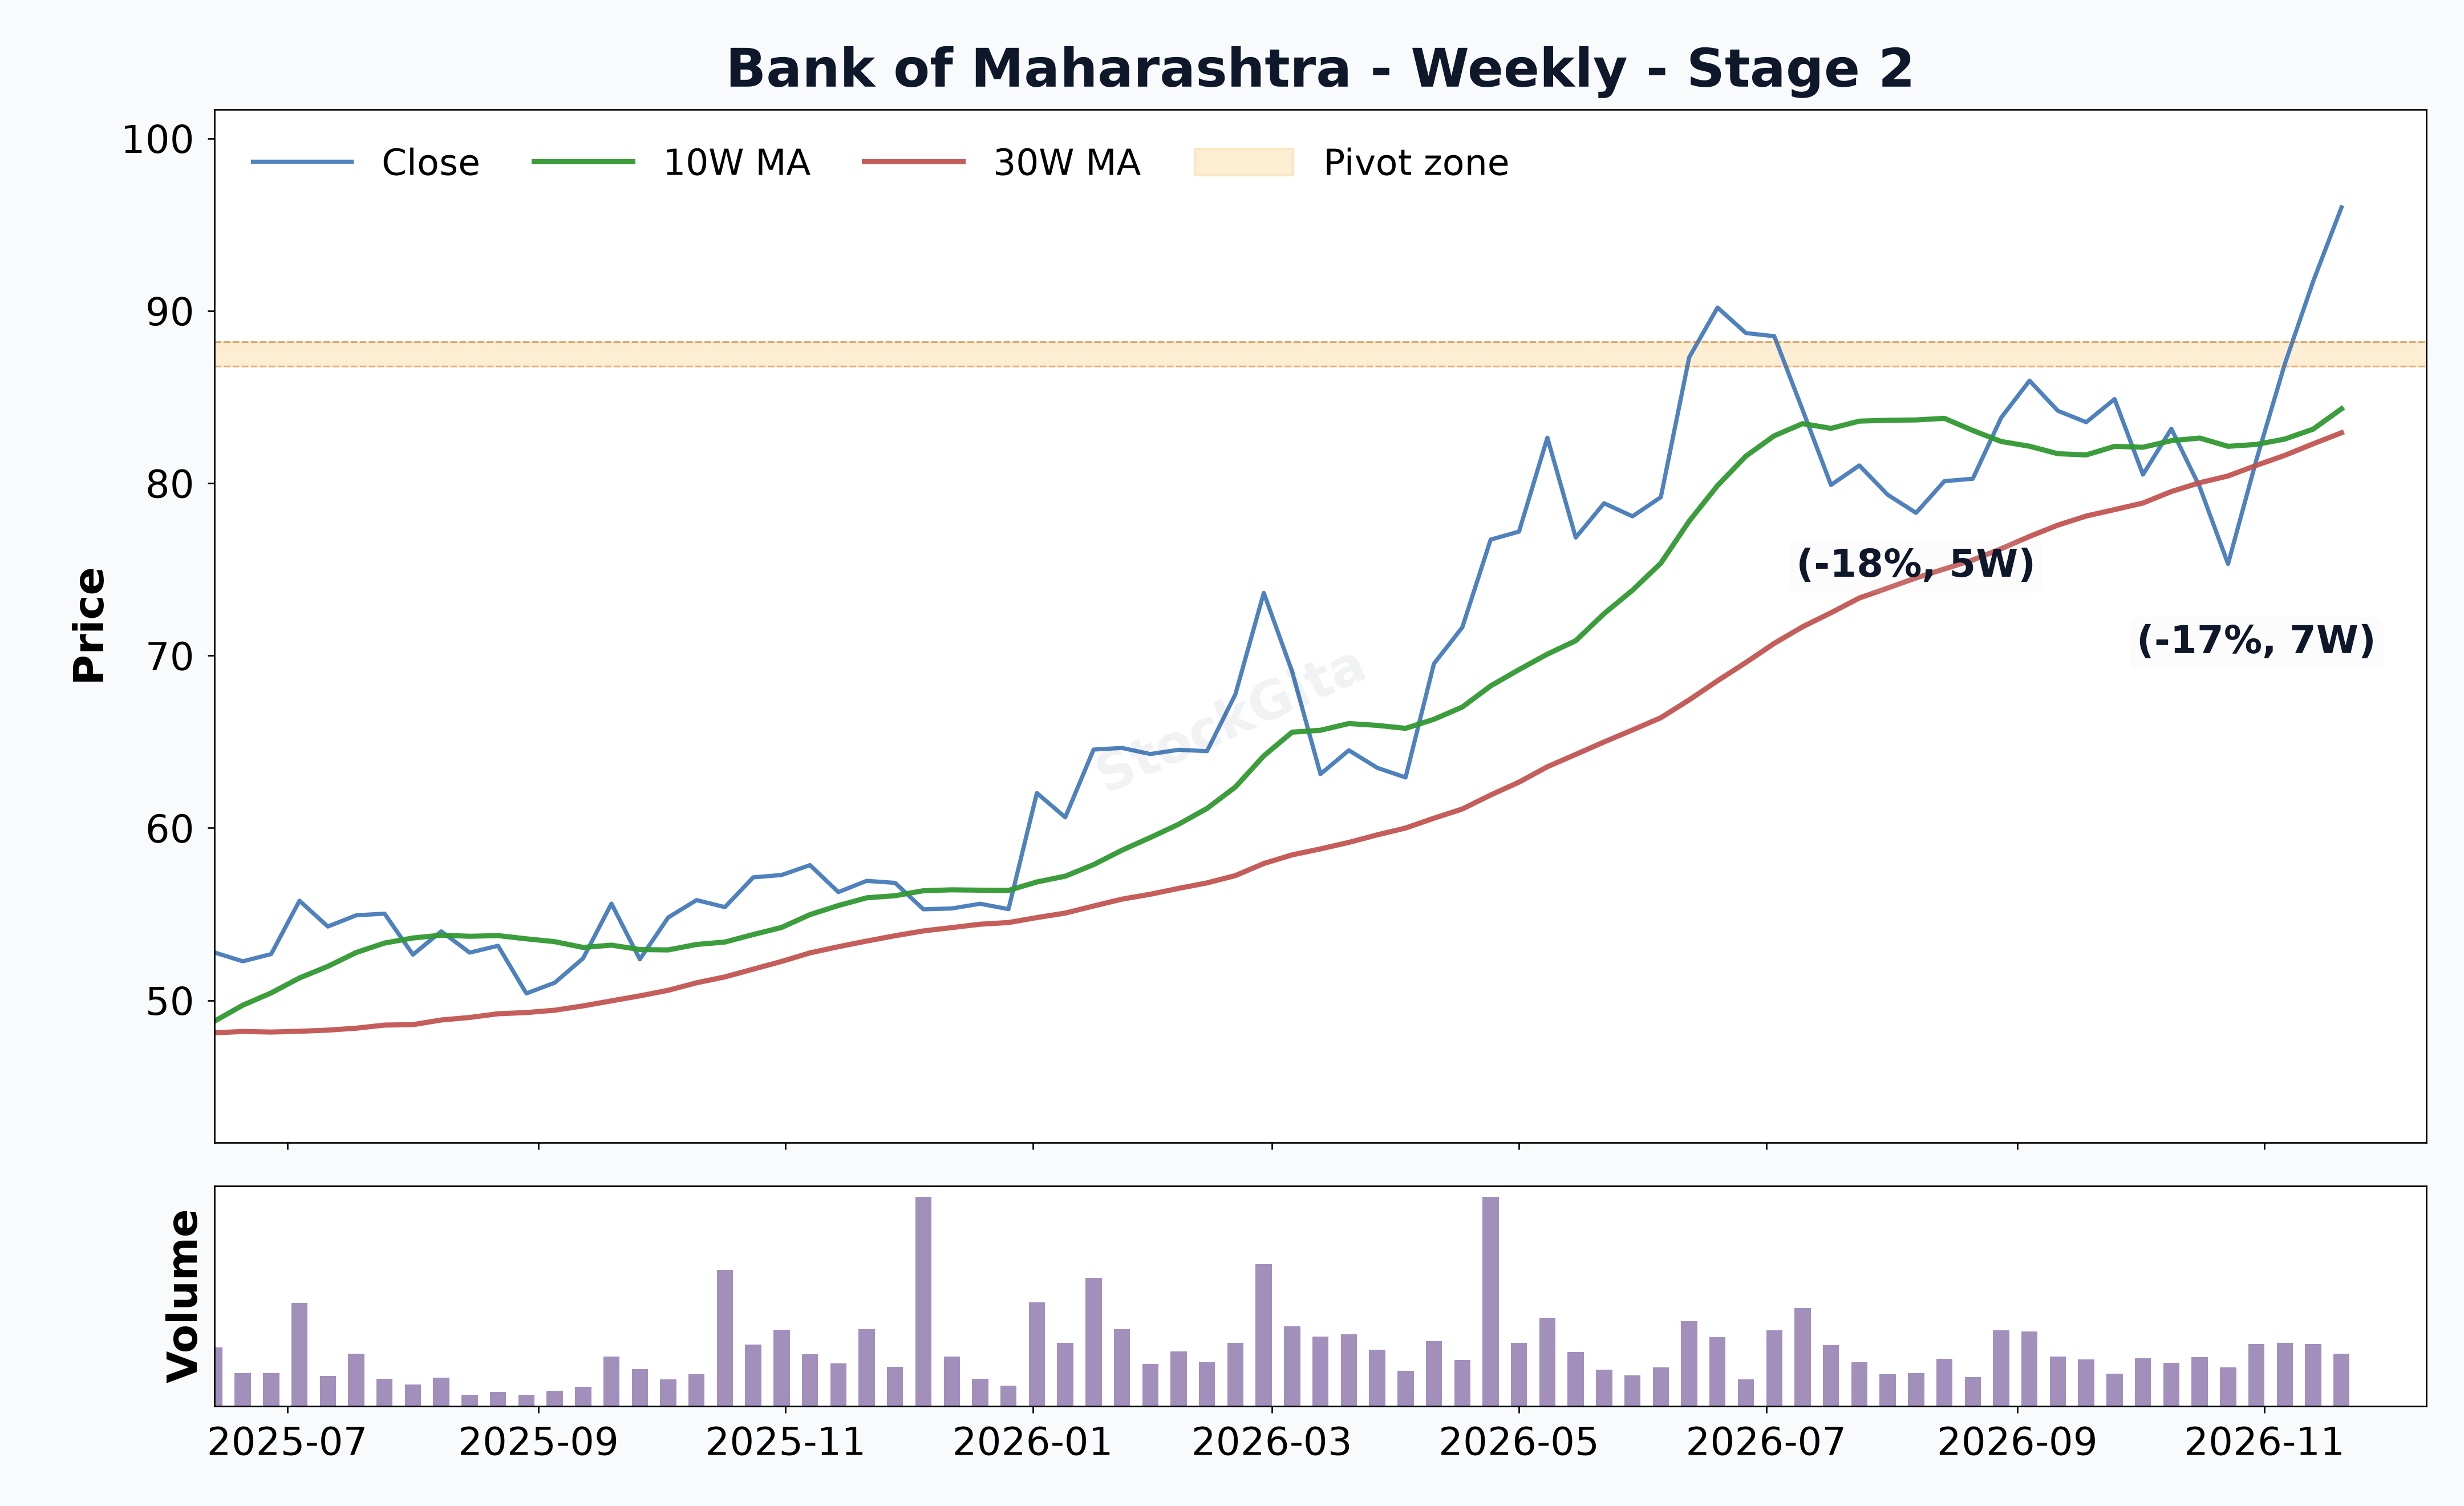 Bank of Maharashtra - Weekly - Stage 2
Close 10W MA 30W MA Pivot zone
100
90
80
70
60
50
Price
(-18%, 5W)
(-17%, 7W)
StockGita
Volume
2025-07 2025-09 2025-11 2026-01 2026-03 2026-05 2026-07 2026-09 2026-11